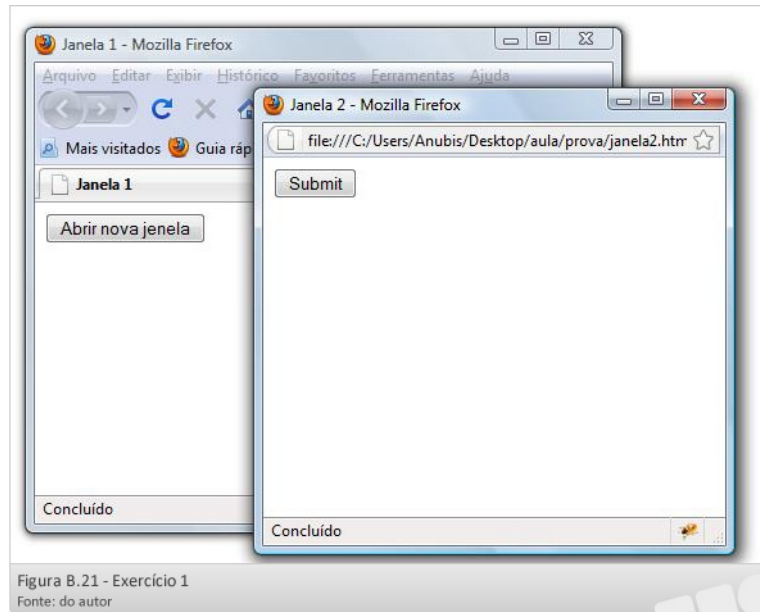 Janela 1 - Mozilla Firefox
Arquivo Editar Exibir Histórico Favoritos Ferramentas Ajuda
Mais visitados Guia ráp
Janela 1
Abrir nova jenela
Concluído
Janela 2 - Mozilla Firefox
file:///C:/Users/Anubis/Desktop/aula/prova/janela2.htm
Submit
Concluído
Figura B.21 - Exercício 1
Fonte: do autor